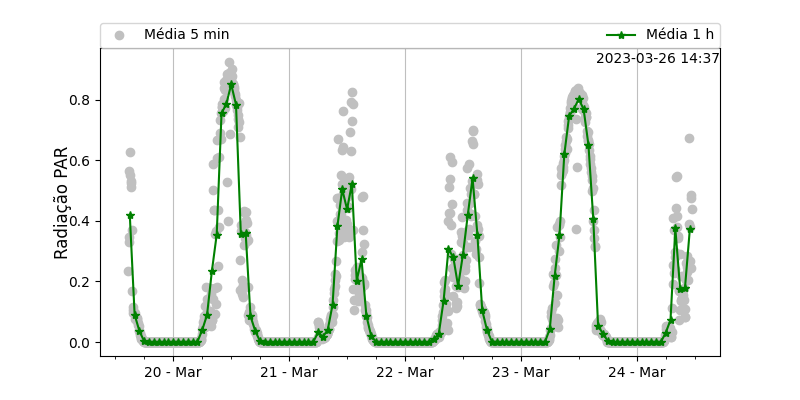 Média 5 min
Média 1 h
2023-03-26 14:37
Radiação PAR
0.8
0.6
0.4
0.2
0.0
20 - Mar
21 - Mar
22 - Mar
23 - Mar
24 - Mar